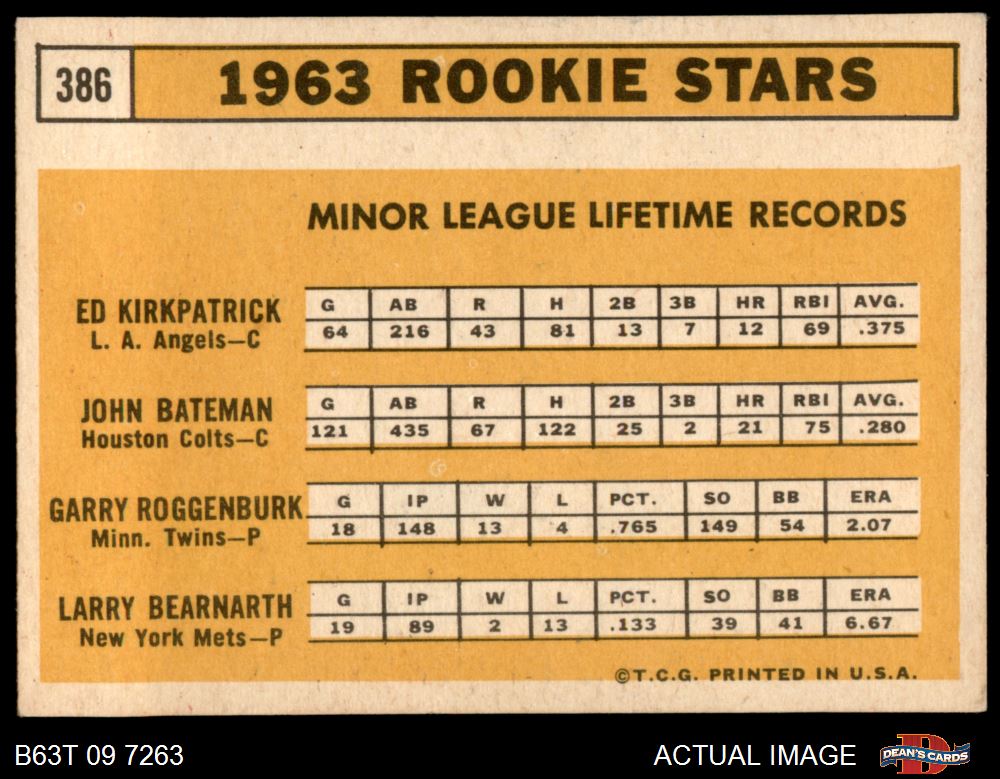 386 1963 ROOKIE STARS
MINOR LEAGUE LIFETIME RECORDS
ED KIRKPATRICK
L. A. Angels—C
G AB R H 2B 3B HR RBI AVG.
64 216 43 81 13 7 12 69 .375
JOHN BATEMAN
Houston Colts—C
G AB R H 2B 3B HR RBI AVG.
121 435 67 122 25 2 21 75 .280
GARRY ROGGENBURK
Minn. Twins—P
G IP W L PCT. SO BB ERA
18 148 13 4 .765 149 54 2.07
LARRY BEARNARTH
New York Mets—P
G IP W L PCT. SO BB ERA
19 89 2 13 .133 39 41 6.67
©T.C.G. PRINTED IN U.S.A.
B63T 09 7263 ACTUAL IMAGE DEAN'S CARDS